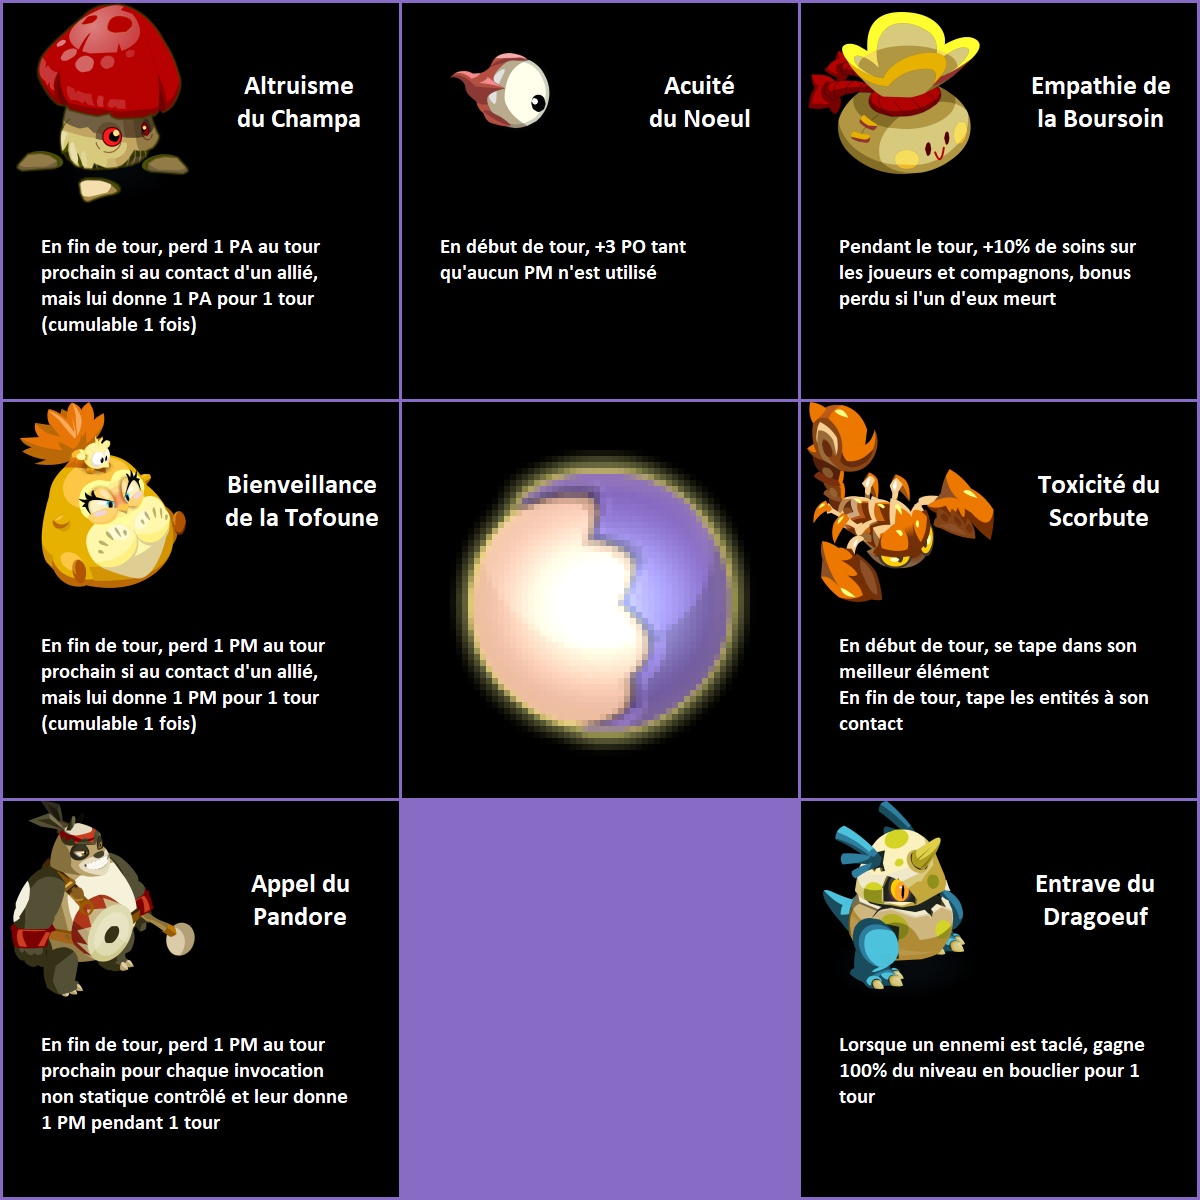 Altruisme
du Champa
En fin de tour, perd 1 PA au tour
prochain si au contact d'un allié,
mais lui donne 1 PA pour 1 tour
(cumulable 1 fois)
Acuité
du Noeul
En début de tour, +3 PO tant
qu'aucun PM n'est utilisé
Empathie de
la Boursoin
Pendant le tour, +10% de soins sur
les joueurs et compagnons, bonus
perdu si l'un d'eux meurt
Bienveillance
de la Tofoune
En fin de tour, perd 1 PM au tour
prochain si au contact d'un allié,
mais lui donne 1 PM pour 1 tour
(cumulable 1 fois)
Toxicité du
Scorbute
En début de tour, se tape dans son
meilleur élément
En fin de tour, tape les entités à son
contact
Appel du
Pandore
En fin de tour, perd 1 PM au tour
prochain pour chaque invocation
non statique contrôlé et leur donne
1 PM pendant 1 tour
Entrave du
Dragoeuf
Lorsque un ennemi est taclé, gagne
100% du niveau en bouclier pour 1
tour